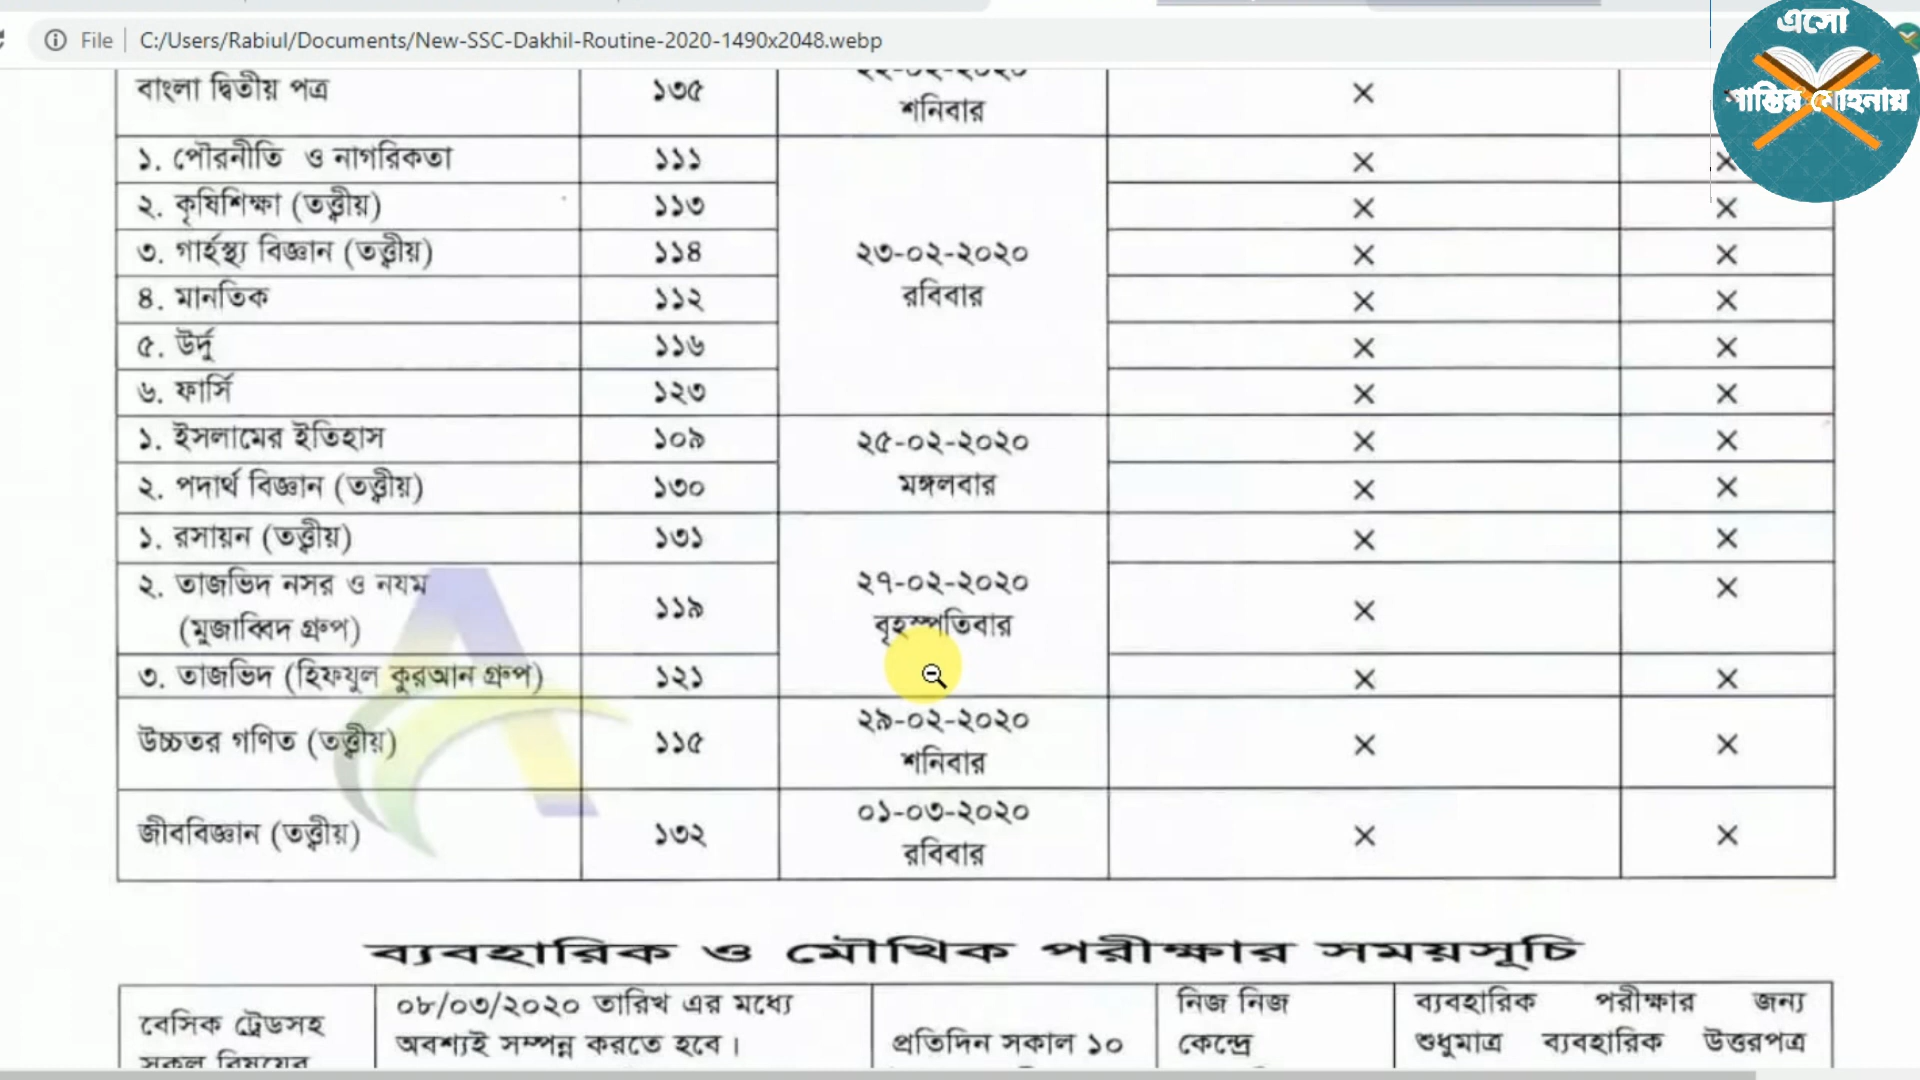 File C:/Users/Rabiul/Documents/New-SSC-Dakhil-Routine-2020-1490x2048.webp
এসো
শান্তির মোহনায়
বাংলা দ্বিতীয় পত্র ১৩৫ ২২-০২-২০২০ ×
শনিবার
১. পৌরনীতি ও নাগরিকতা ১১১ × ×
২. কৃষিশিক্ষা (তত্ত্বীয়) ১১৩ × ×
৩. গার্হস্থ্য বিজ্ঞান (তত্ত্বীয়) ১১৪ ২৩-০২-২০২০ × ×
৪. মানতিক ১১২ রবিবার × ×
৫. উর্দু ১১৬ × ×
৬. ফার্সি ১২৩ × ×
১. ইসলামের ইতিহাস ১০৯ ২৫-০২-২০২০ × ×
২. পদার্থ বিজ্ঞান (তত্ত্বীয়) ১৩০ মঙ্গলবার × ×
১. রসায়ন (তত্ত্বীয়) ১৩১ × ×
২. তাজভিদ নসর ও নযম ১১৯ ২৭-০২-২০২০ × ×
(মুজাব্বিদ গ্রুপ) বৃহস্পতিবার
৩. তাজভিদ (হিফযুল কুরআন গ্রুপ) ১২১ × ×
উচ্চতর গণিত (তত্ত্বীয়) ১১৫ ২৯-০২-২০২০ × ×
শনিবার
জীববিজ্ঞান (তত্ত্বীয়) ১৩২ ০১-০৩-২০২০ × ×
রবিবার
ব্যবহারিক ও মৌখিক পরীক্ষার সময়সূচি
বেসিক ট্রেডসহ ০৮/০৩/২০২০ তারিখ এর মধ্যে প্রতিদিন সকাল ১০ নিজ নিজ ব্যবহারিক পরীক্ষার জন্য
সকল বিষয়ের অবশ্যই সম্পন্ন করতে হবে। কেন্দ্রে শুধুমাত্র ব্যবহারিক উত্তরপত্র